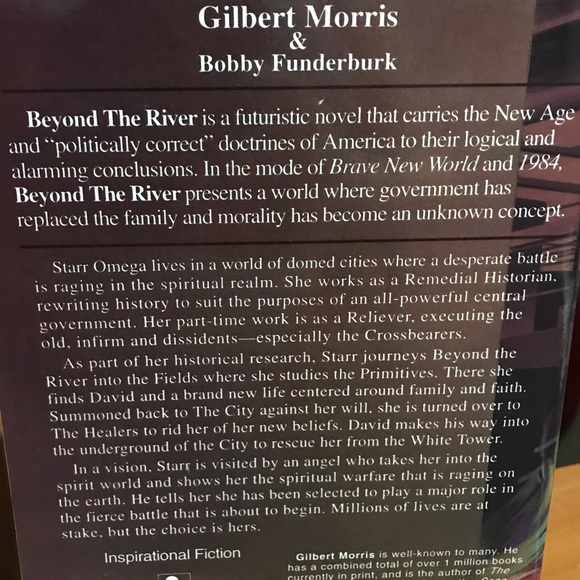 Gilbert Morris
&
Bobby Funderburk
Beyond The River is a futuristic novel that carries the New Age
and “politically correct” doctrines of America to their logical and
alarming conclusions. In the mode of Brave New World and 1984,
Beyond The River presents a world where government has
replaced the family and morality has become an unknown concept.
Starr Omega lives in a world of domed cities where a desperate battle
is raging in the spiritual realm. She works as a Remedial Historian,
rewriting history to suit the purposes of an all-powerful central
government. Her part-time work is as a Reliever, executing the
old, infirm and dissidents—especially the Crossbearers.
As part of her historical research, Starr journeys Beyond the
River into the Fields where she studies the Primitives. There she
finds David and a brand new life centered around family and faith.
Summoned back to The City against her will, she is turned over to
The Healers to rid her of her new beliefs. David makes his way into
the underground of the City to rescue her from the White Tower.
In a vision, Starr is visited by an angel who takes her into the
spirit world and shows her the spiritual warfare that is raging on
the earth. He tells her she has been selected to play a major role in
the fierce battle that is about to begin. Millions of lives are at
stake, but the choice is hers.
Inspirational Fiction
Gilbert Morris is well-known to many. He
has a combined total of over 1 million books
currently in print, and is the author of The